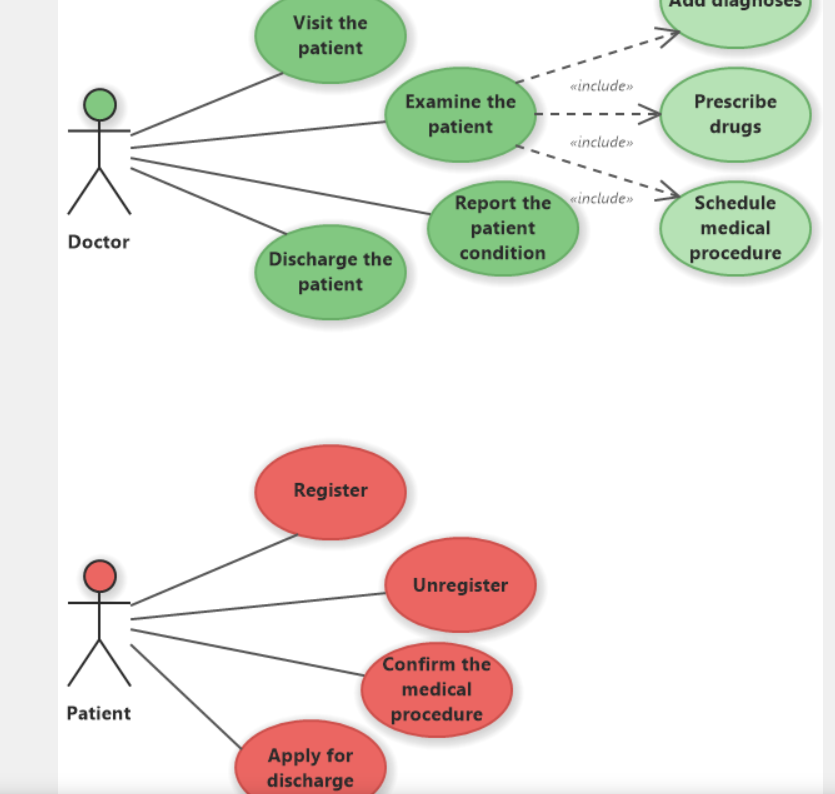 Add diagnoses
Visit the
patient
«include»
Examine the
patient
Prescribe
drugs
«include»
«include»
Report the
patient
condition
Schedule
medical
procedure
Doctor
Discharge the
patient
Register
Unregister
Confirm the
medical
procedure
Patient
Apply for
discharge